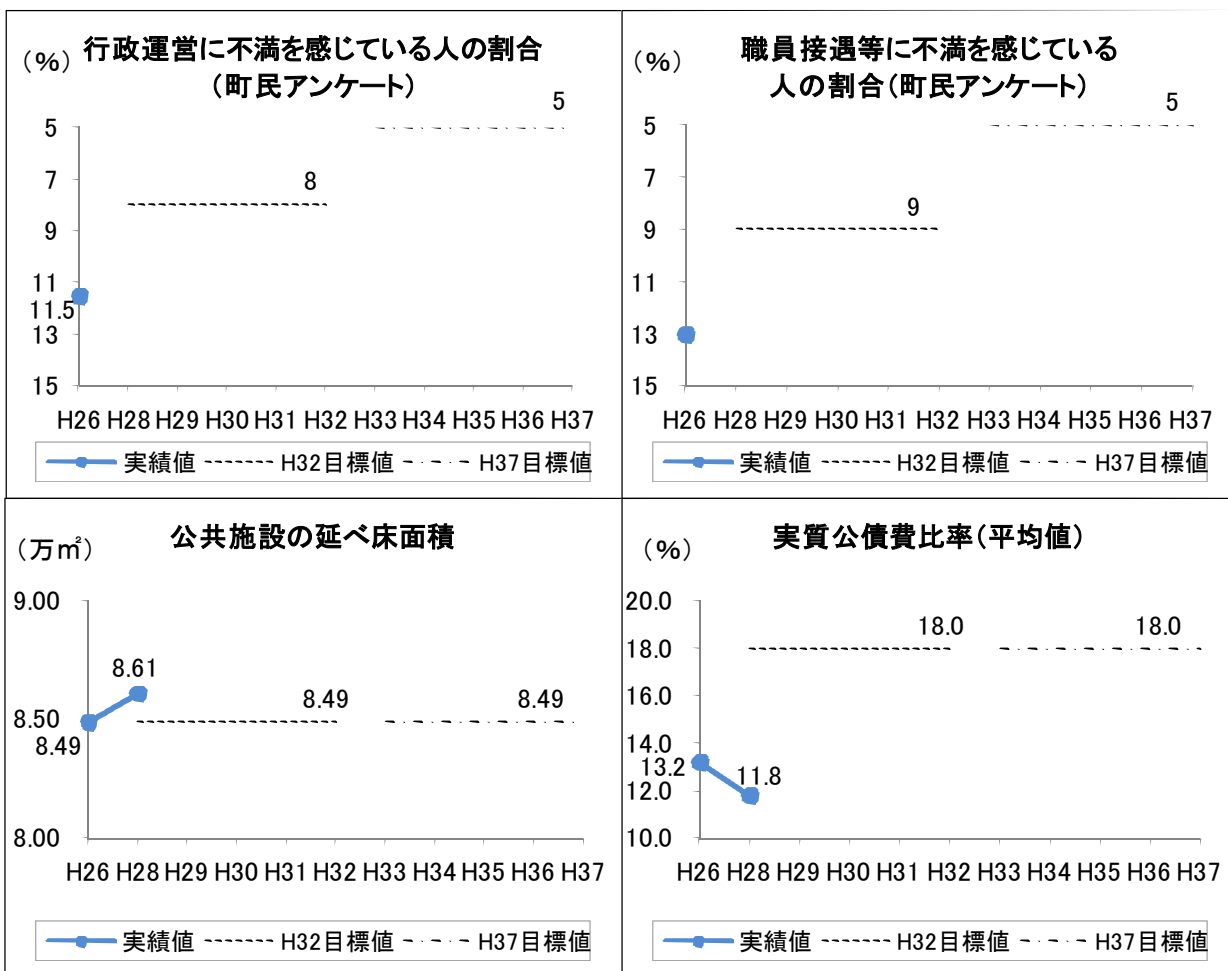 行政運営に不満を感じている人の割合
(町民アンケート)
(%)
5
7
9
11
13
15
11.5
8
5
H26 H28 H29 H30 H31 H32 H33 H34 H35 H36 H37
実績値 H32目標値 H37目標値
職員接遇等に不満を感じている
人の割合(町民アンケート)
(%)
5
7
9
11
13
15
9
5
H26 H28 H29 H30 H31 H32 H33 H34 H35 H36 H37
実績値 H32目標値 H37目標値
公共施設の延べ床面積
(万㎡)
9.00
8.50
8.00
8.49
8.61
8.49
8.49
H26 H28 H29 H30 H31 H32 H33 H34 H35 H36 H37
実績値 H32目標値 H37目標値
実質公債費比率(平均値)
(%)
20.0
18.0
16.0
14.0
12.0
10.0
13.2
11.8
18.0
18.0
H26 H28 H29 H30 H31 H32 H33 H34 H35 H36 H37
実績値 H32目標値 H37目標値